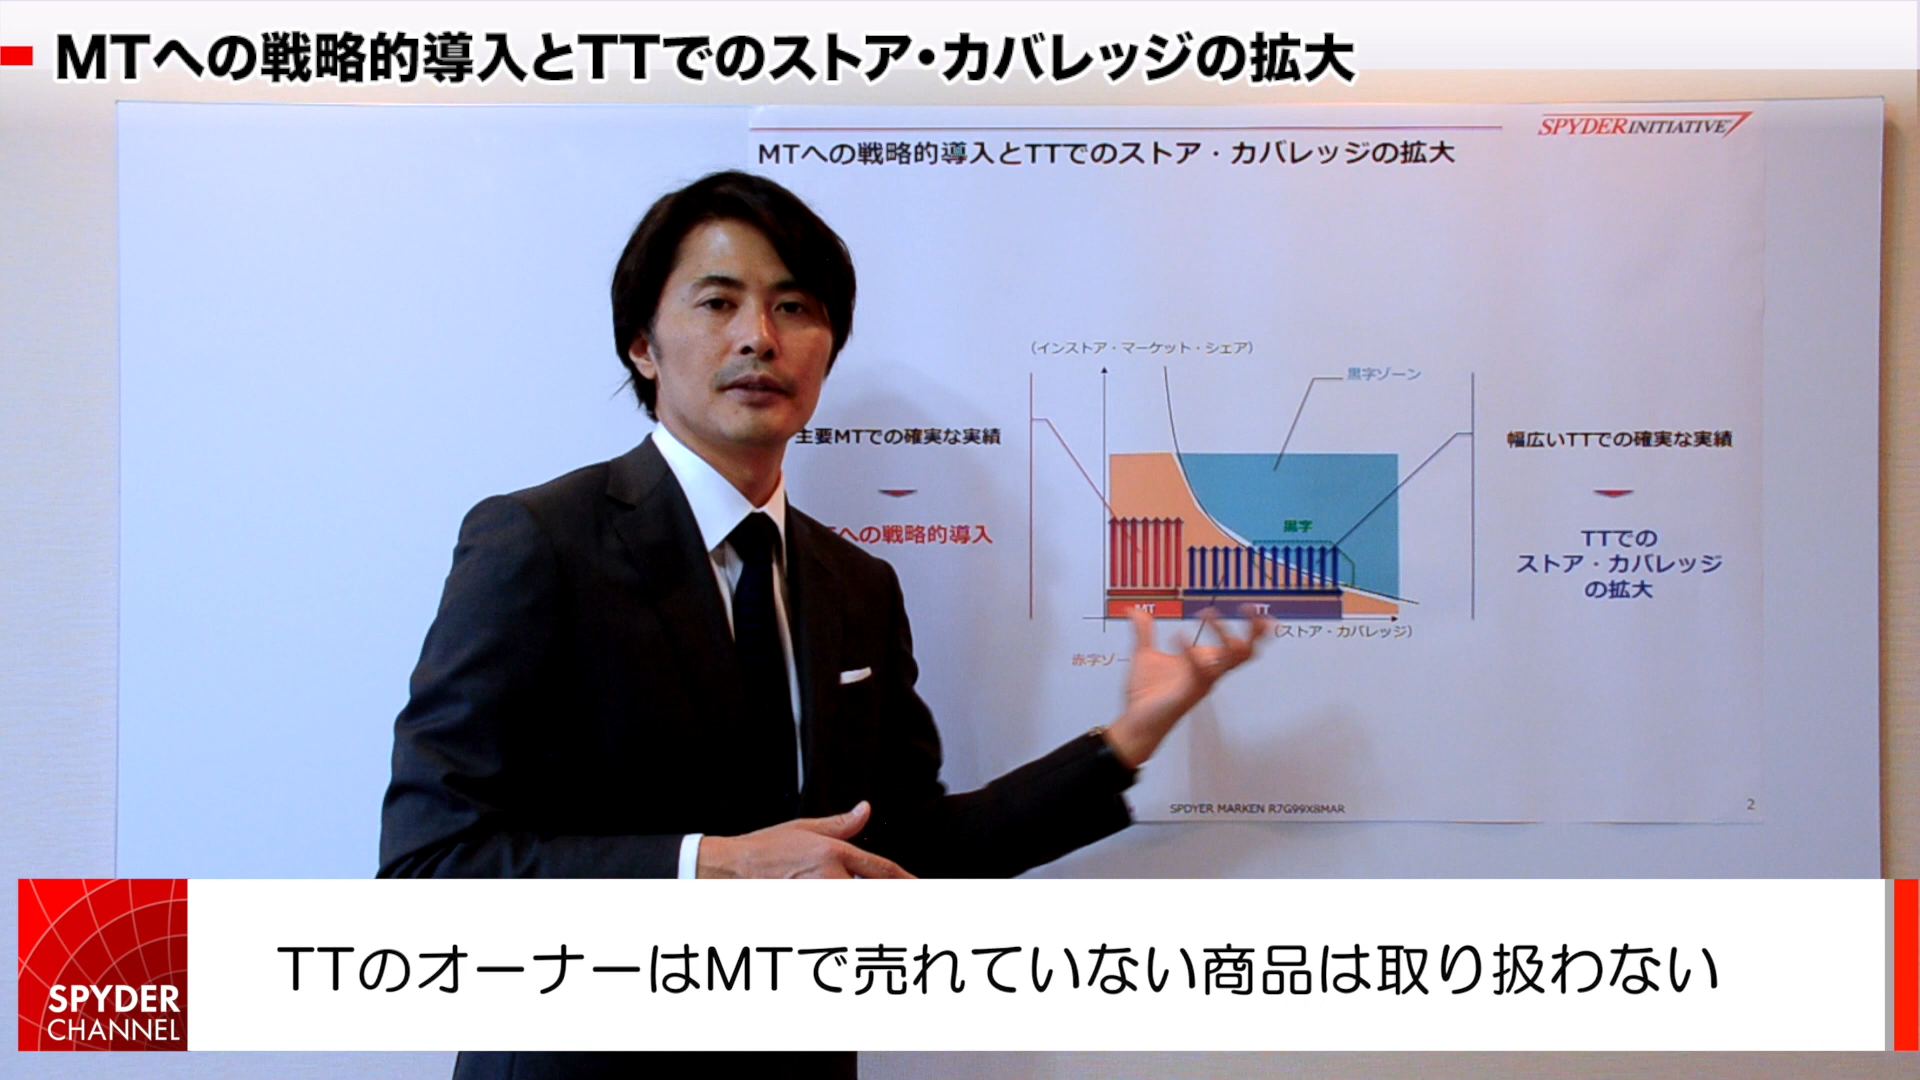 MTへの戦略的導入とTTでのストア・カバレッジの拡大
SPYDER INITIATIVE
MTへの戦略的導入とTTでのストア・カバレッジの拡大
(インストア・マーケット・シェア)
黒字ゾーン
主要MTでの確実な実績
幅広いTTでの確実な実績
への戦略的導入
黒字
TTでの
ストア・カバレッジ
の拡大
MT
TT
(ストア・カバレッジ)
赤字ゾー
SPDYER MARKEN R7G99X8MAR
2
TTのオーナーはMTで売れていない商品は取り扱わない
SPYDER
CHANNEL